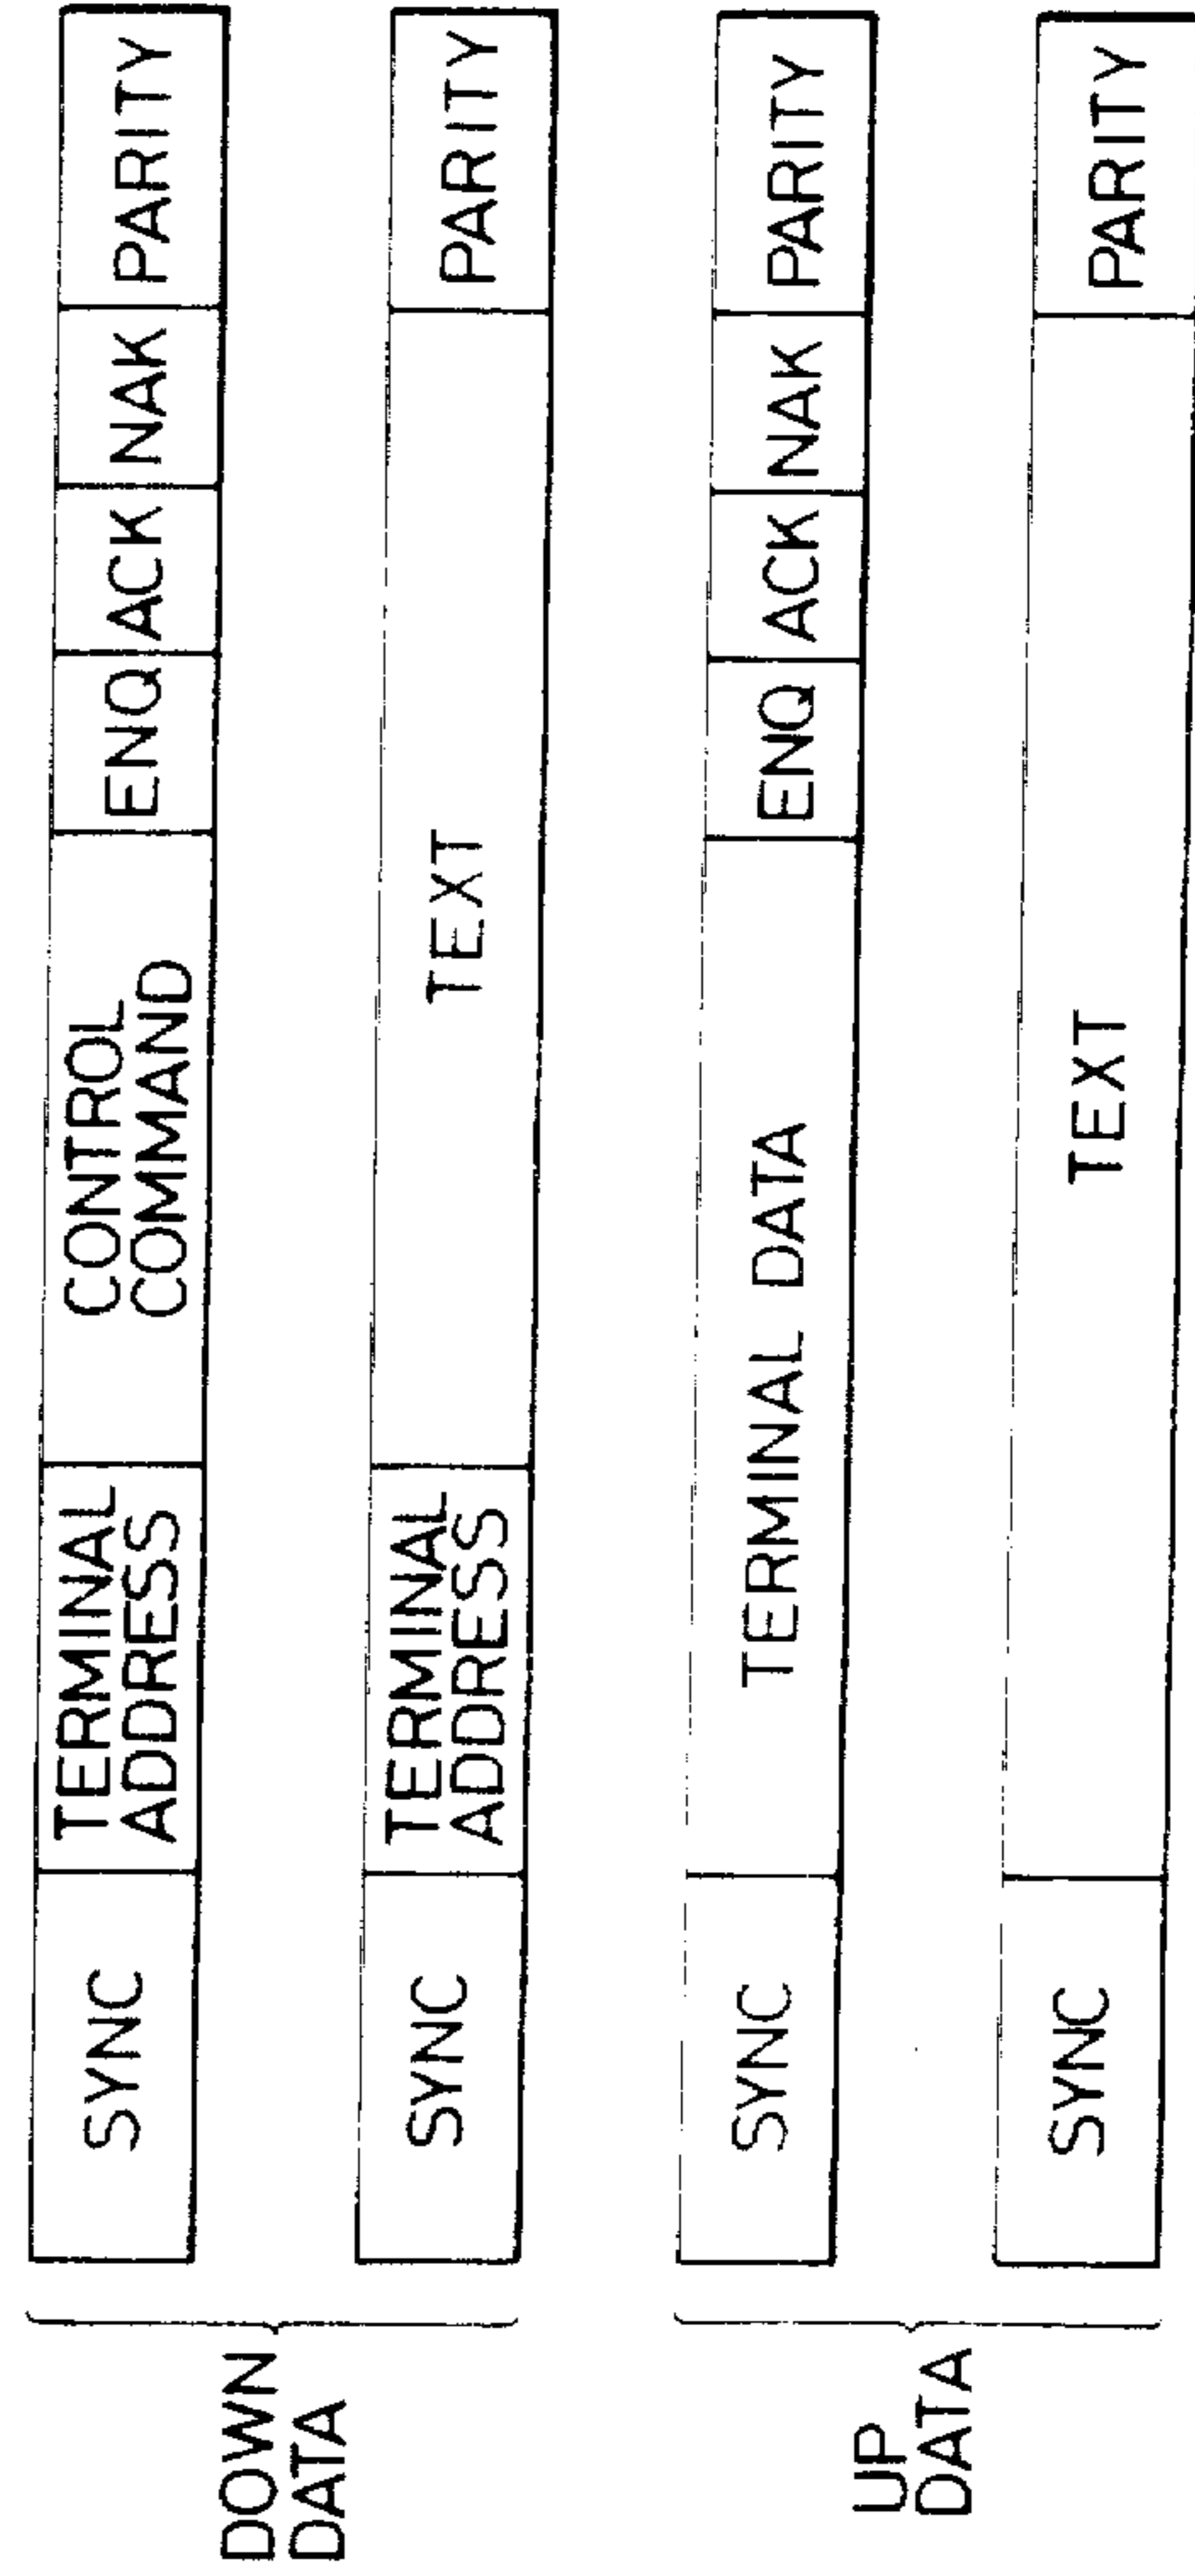 DOWN
DATA
SYNC
TERMINAL
ADDRESS
CONTROL
COMMAND
ENQ
ACK
NAK
PARITY
SYNC
TERMINAL
ADDRESS
TEXT
PARITY
UP
DATA
SYNC
TERMINAL DATA
ENQ
ACK
NAK
PARITY
SYNC
TEXT
PARITY